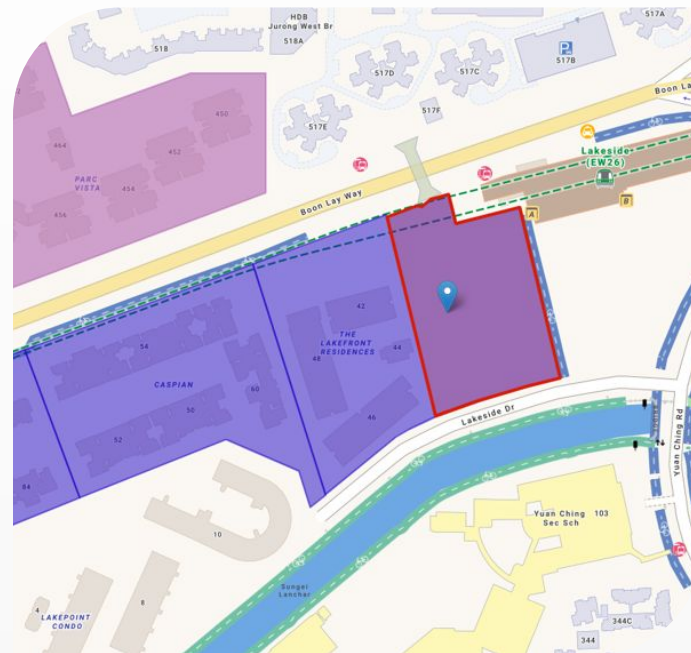 HDB
Jurong West Br
518A
518
517A
517B
517D
517C
517F
517E
Boon La
Lakeside
(EW26)
450
464
452
PARC
VISTA
454
456
Boon Lay Way
A
B
42
THE
LAKEFRONT
RESIDENCES
48
44
54
CASPIAN
60
46
50
52
84
Lakeside Dr
Yuan Ching Rd
Yuan Ching
Sec Sch
103
10
Sungei
Lanchar
4
8
LAKEPOINT
CONDO
344C
344